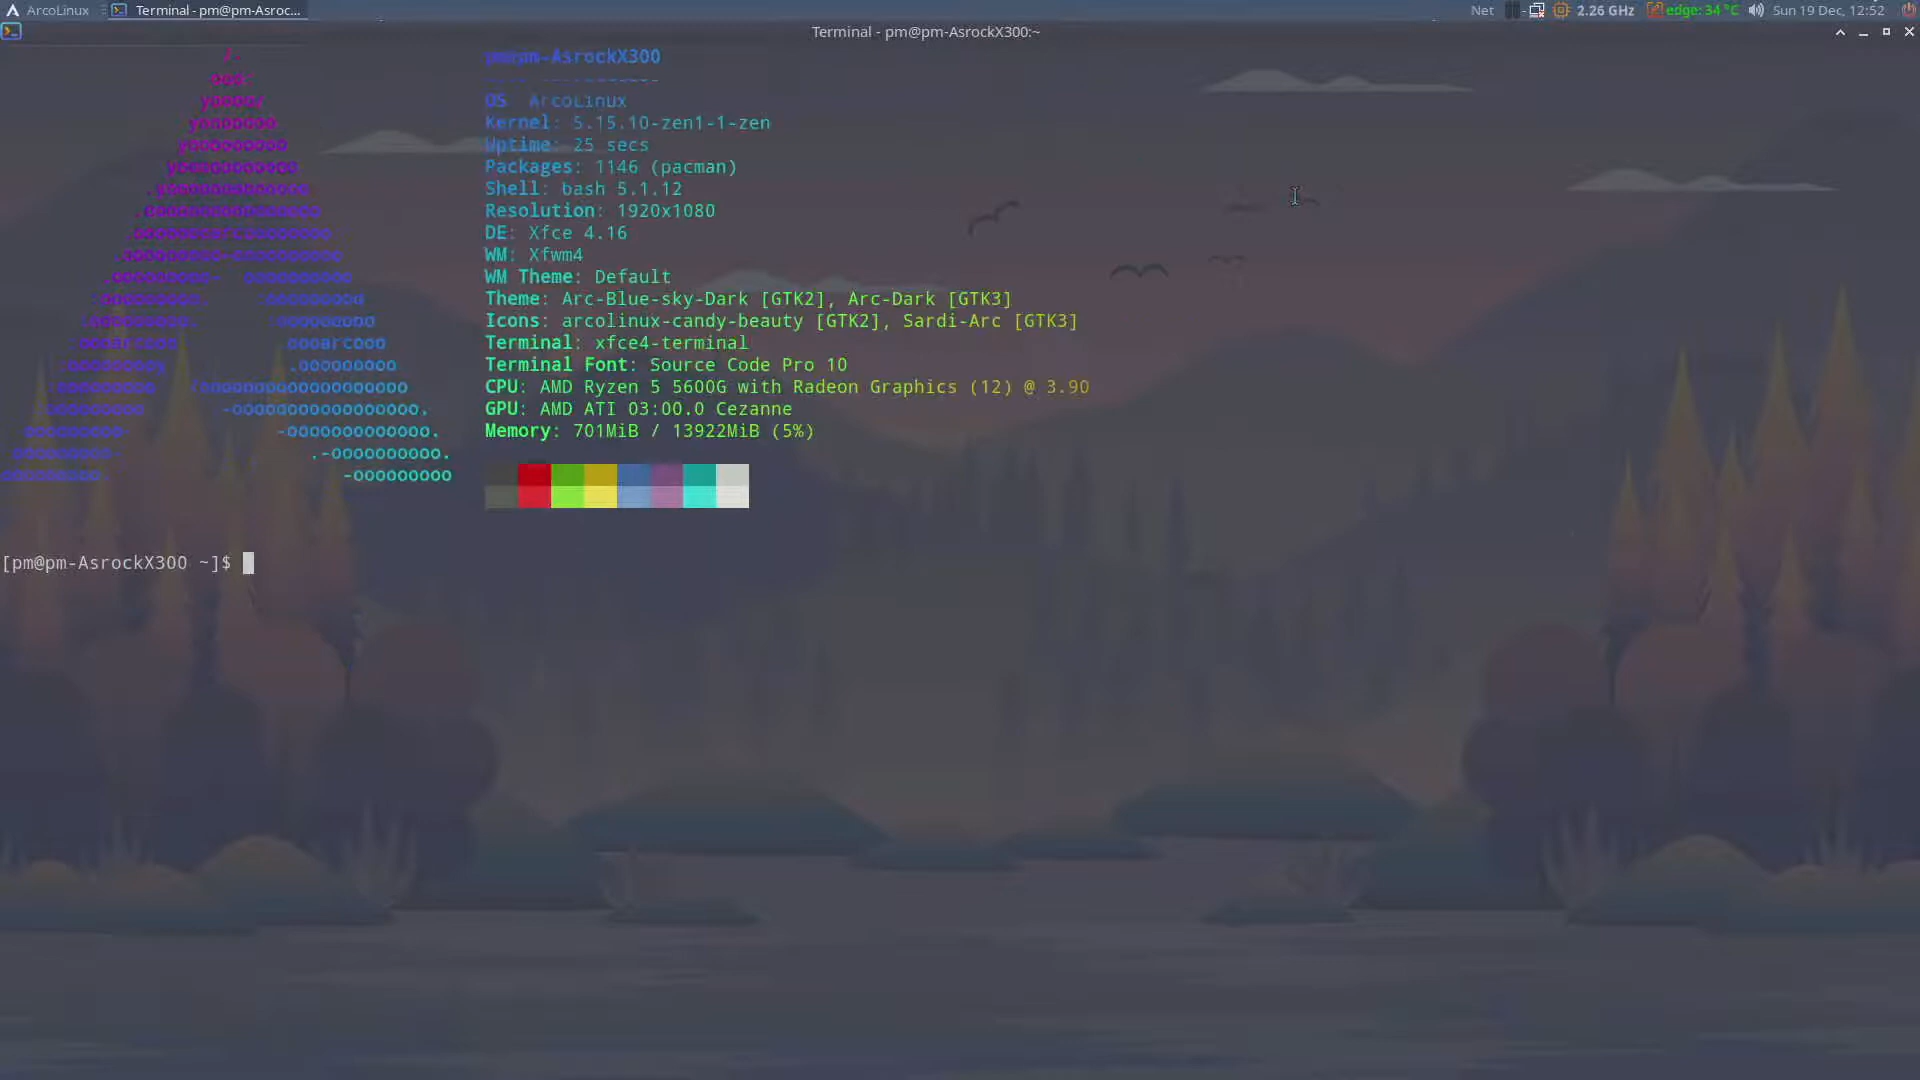 ArcoLinux
Terminal - pm@pm-Asroc...
Net
2.26 GHz
edge: 34 °C
Sun 19 Dec, 12:52
Terminal - pm@pm-AsrockX300:~
pm@pm-AsrockX300
OS ArcoLinux
Kernel: 5.15.10-zen1-1-zen
Uptime: 25 secs
Packages: 1146 (pacman)
Shell: bash 5.1.12
Resolution: 1920x1080
DE: Xfce 4.16
WM: Xfwm4
WM Theme: Default
Theme: Arc-Blue-sky-Dark [GTK2], Arc-Dark [GTK3]
Icons: arcolinux-candy-beauty [GTK2], Sardi-Arc [GTK3]
Terminal: xfce4-terminal
Terminal Font: Source Code Pro 10
CPU: AMD Ryzen 5 5600G with Radeon Graphics (12) @ 3.90
GPU: AMD ATI 03:00.0 Cezanne
Memory: 701MiB / 13922MiB (5%)
[pm@pm-AsrockX300 ~]$